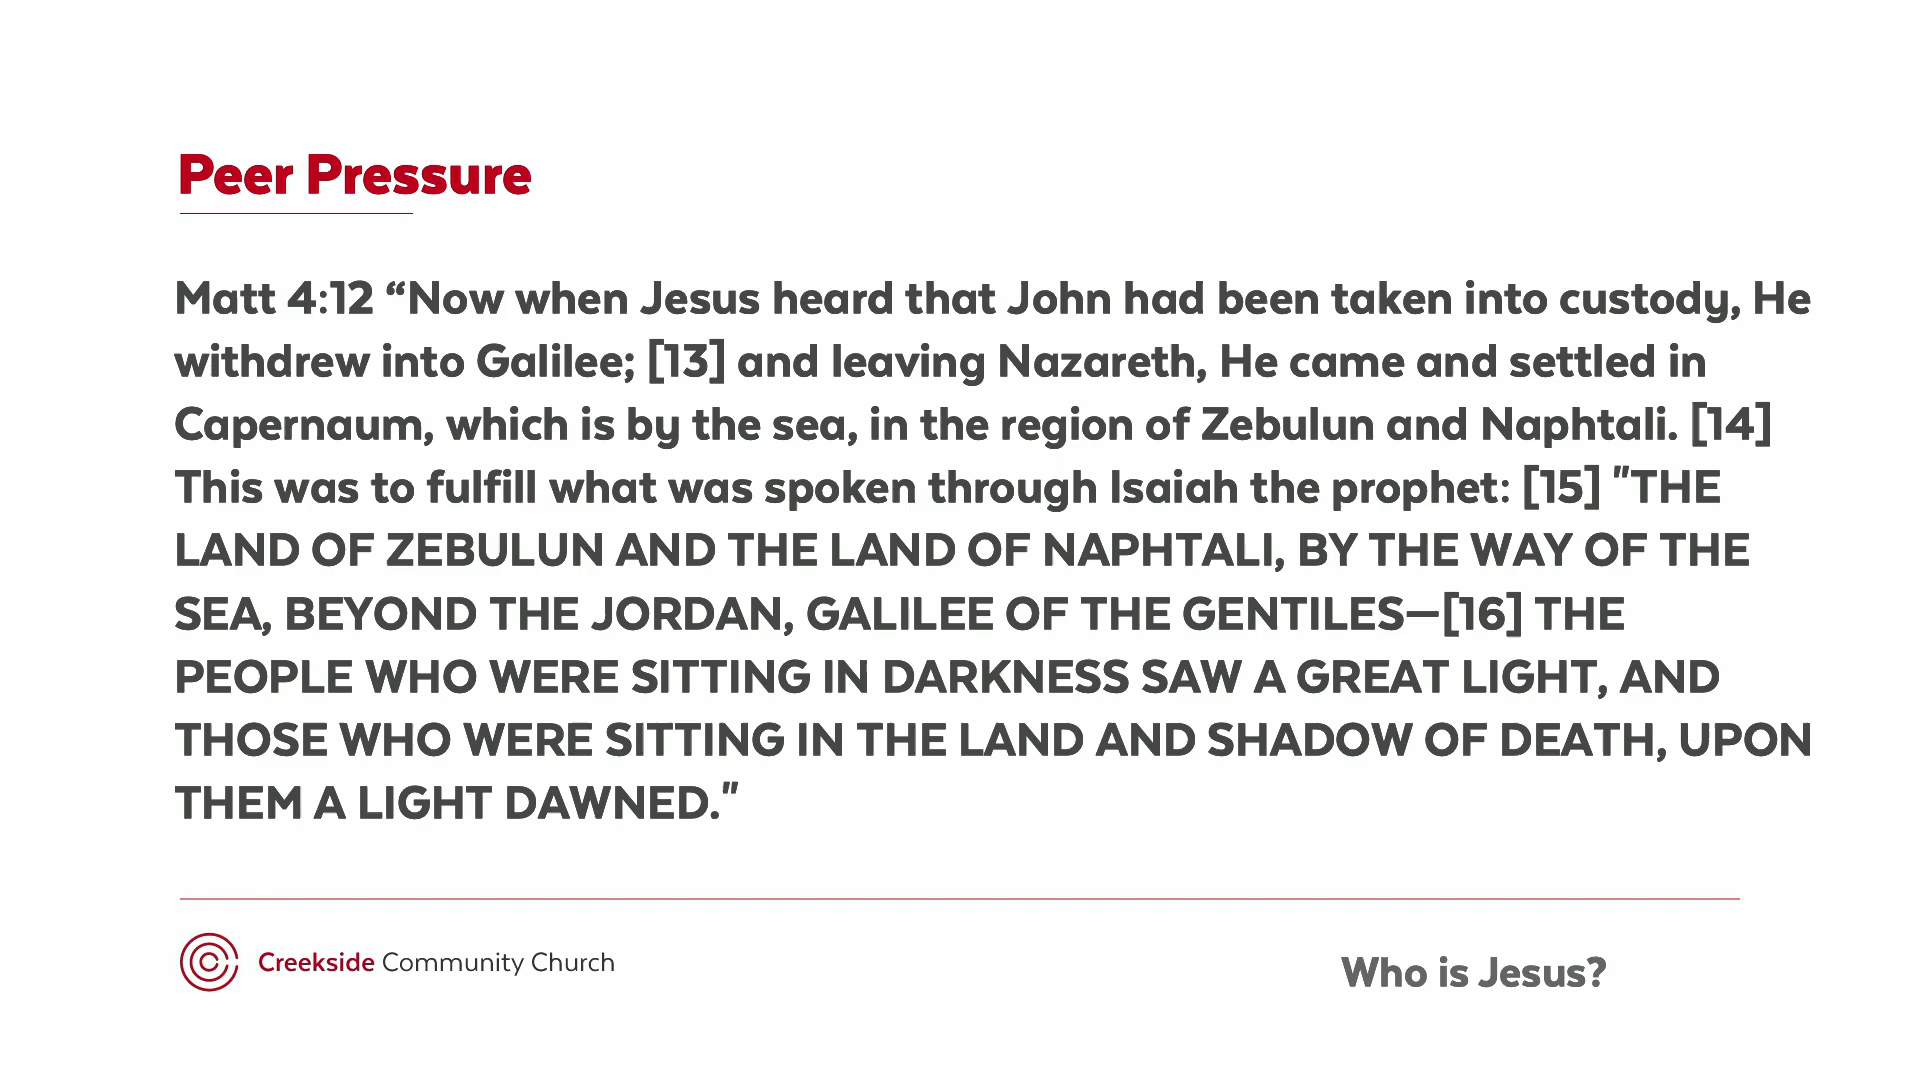 Peer Pressure
Matt 4:12 “Now when Jesus heard that John had been taken into custody, He
withdrew into Galilee; [13] and leaving Nazareth, He came and settled in
Capernaum, which is by the sea, in the region of Zebulun and Naphtali. [14]
This was to fulfill what was spoken through Isaiah the prophet: [15] "THE
LAND OF ZEBULUN AND THE LAND OF NAPHTALI, BY THE WAY OF THE
SEA, BEYOND THE JORDAN, GALILEE OF THE GENTILES—[16] THE
PEOPLE WHO WERE SITTING IN DARKNESS SAW A GREAT LIGHT, AND
THOSE WHO WERE SITTING IN THE LAND AND SHADOW OF DEATH, UPON
THEM A LIGHT DAWNED."
Creekside Community Church
Who is Jesus?